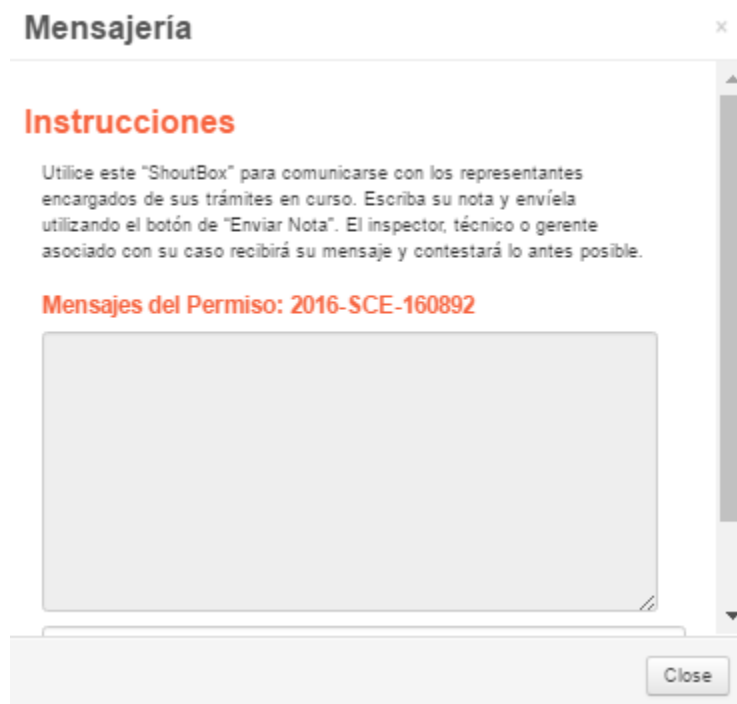 Mensajería
×
Instrucciones
Utilice este "ShoutBox" para comunicarse con los representantes
encargados de sus trámites en curso. Escriba su nota y envíela
utilizando el botón de "Enviar Nota". El inspector, técnico o gerente
asociado con su caso recibirá su mensaje y contestará lo antes posible.
Mensajes del Permiso: 2016-SCE-160892
Close